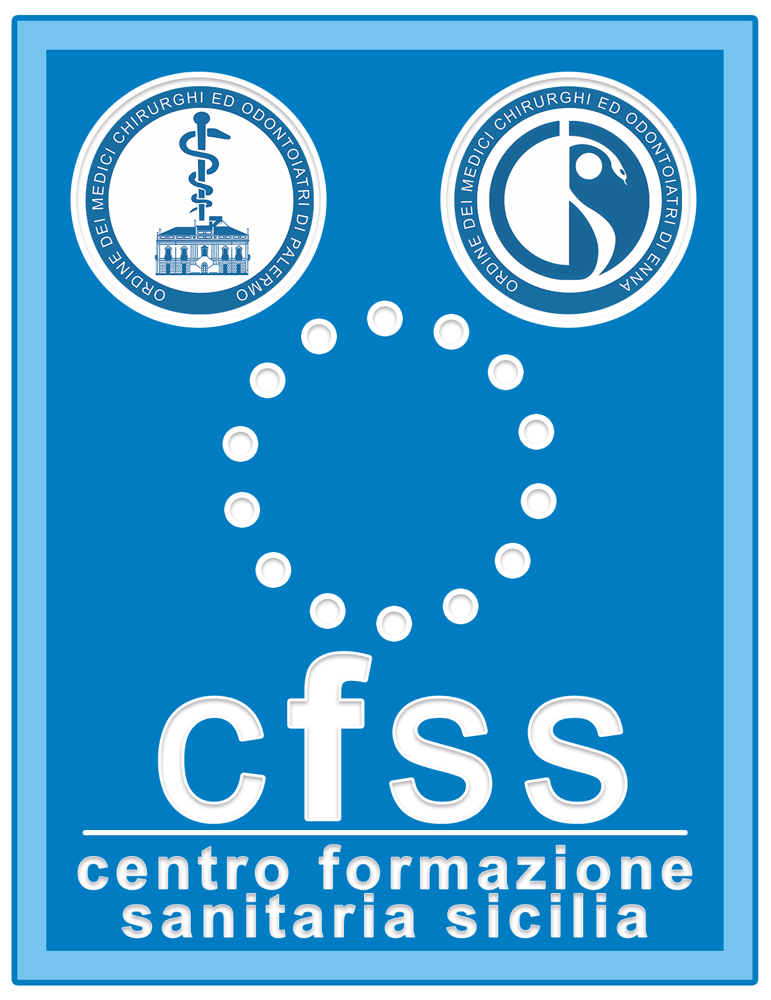 ORDINE DEI MEDICI CHIRURGHI ED ODONTOIATRI DI PALERMO
ORDINE DEI MEDICI CHIRURGHI ED ODONTOIATRI DI ENNA
cfss
centro formazione
sanitaria sicilia